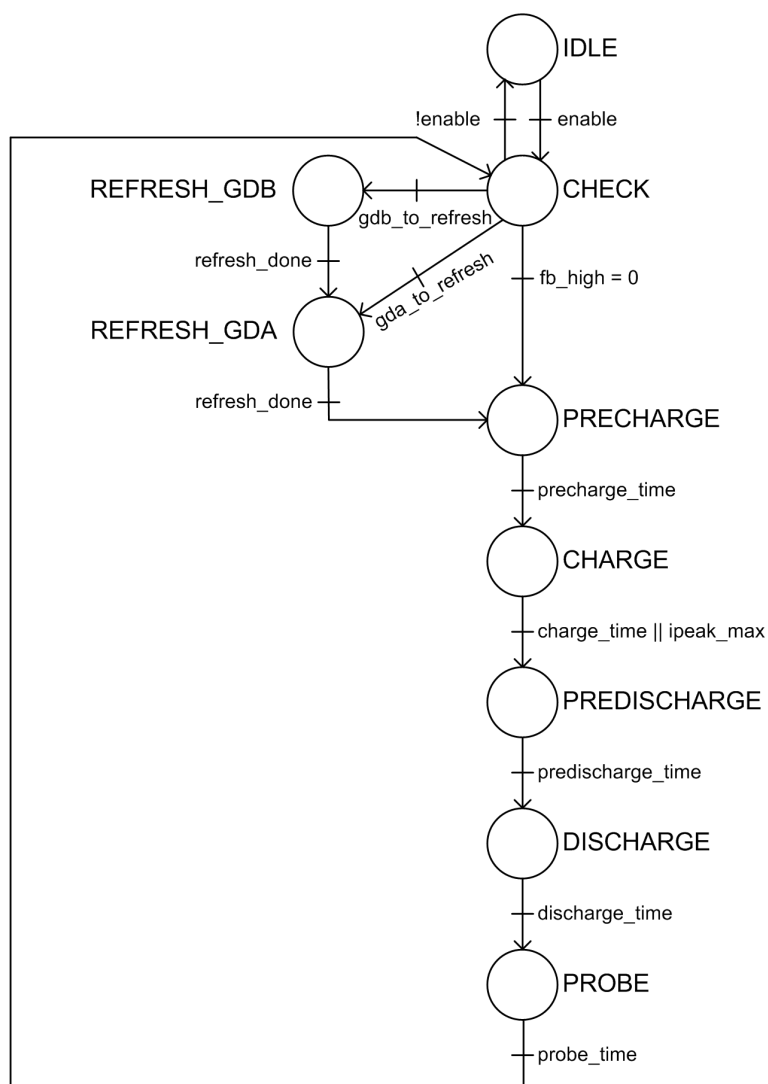 IDLE
!enable
enable
REFRESH_GDB
CHECK
gdb_to_refresh
refresh_done
gda_to_refresh
fb_high = 0
REFRESH_GDA
refresh_done
PRECHARGE
precharge_time
CHARGE
charge_time || ipeak_max
PREDISCHARGE
predischarge_time
DISCHARGE
discharge_time
PROBE
probe_time